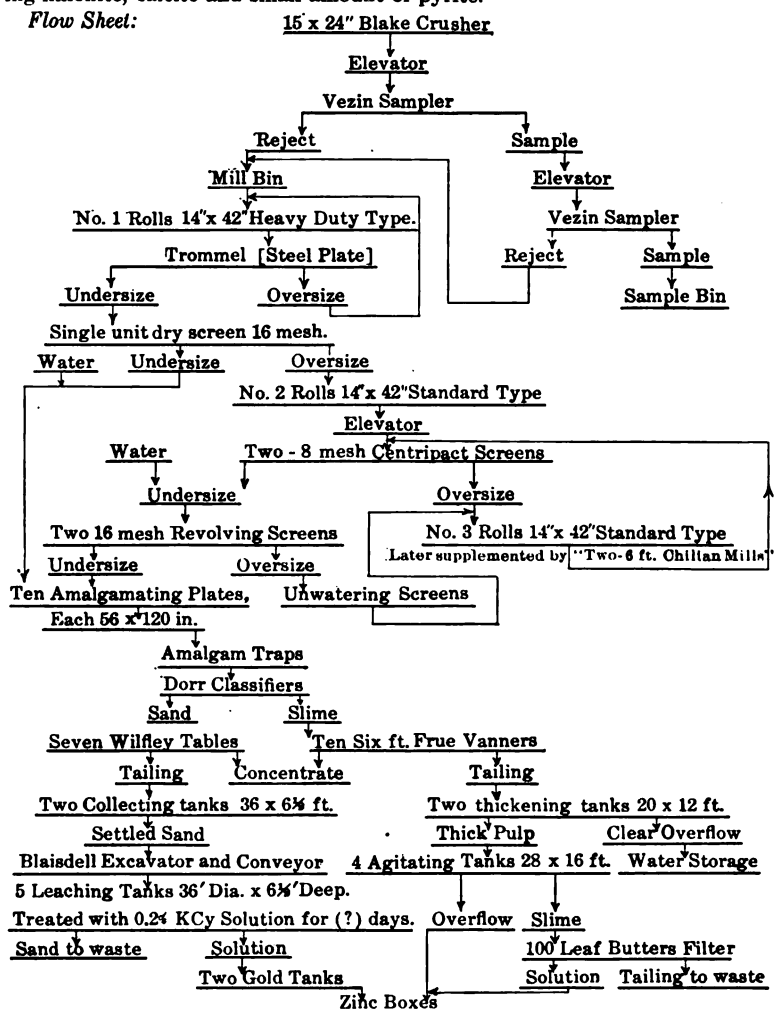 ing kaolinite, calcite and small amount of pyrite.
Flow Sheet:
15 x 24" Blake Crusher
Elevator
Vezin Sampler
Reject Sample
Mill Bin Elevator
No. 1 Rolls 14"x 42" Heavy Duty Type. Vezin Sampler
Trommel [Steel Plate] Reject Sample
Undersize Oversize Sample Bin
Single unit dry screen 16 mesh.
Water Undersize Oversize
No. 2 Rolls 14"x 42" Standard Type
Elevator
Water Two - 8 mesh Centripact Screens
Undersize Oversize
Two 16 mesh Revolving Screens No. 3 Rolls 14"x 42" Standard Type
Later supplemented by "Two-6 ft. Chilian Mills"
Undersize Oversize
Ten Amalgamating Plates, Unwatering Screens
Each 56 x 120 in.
Amalgam Traps
Dorr Classifiers
Sand Slime
Seven Wilfley Tables Ten Six ft. Frue Vanners
Tailing Concentrate Tailing
Two Collecting tanks 36 x 6½ ft. Two thickening tanks 20 x 12 ft.
Settled Sand Thick Pulp Clear Overflow
Blaisdell Excavator and Conveyor 4 Agitating Tanks 28 x 16 ft. Water Storage
5 Leaching Tanks 36' Dia. x 6½' Deep.
Treated with 0.2% KCy Solution for (?) days. Overflow Slime
Sand to waste Solution 100 Leaf Butters Filter
Two Gold Tanks Solution Tailing to waste
Zinc Boxes